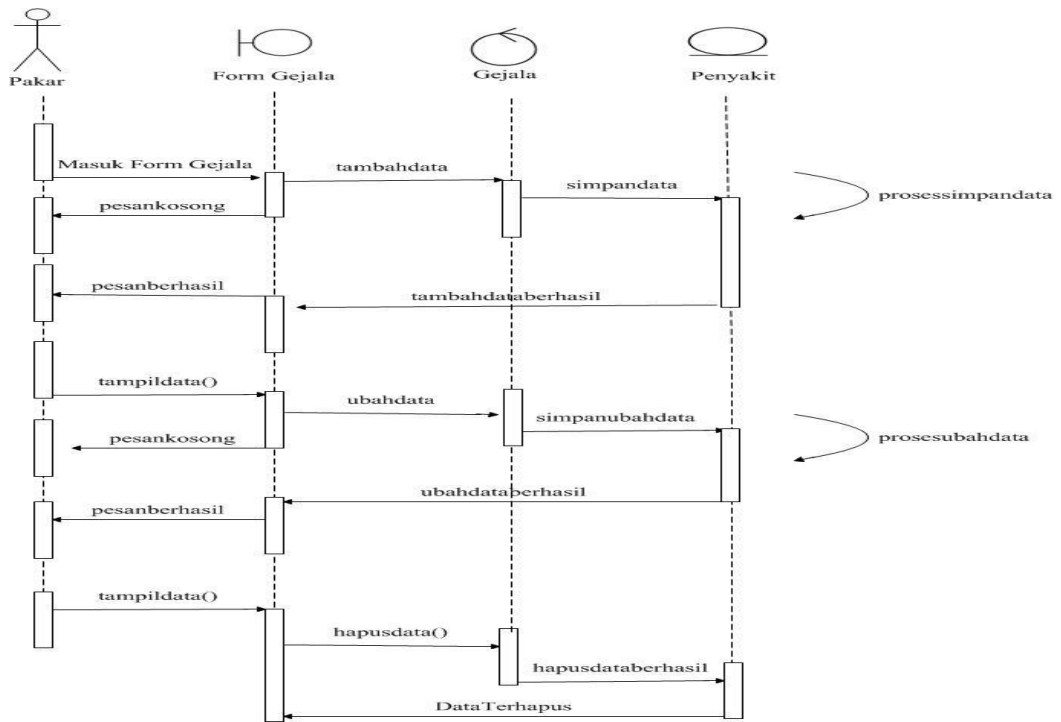 Pakar
Form Gejala
Gejala
Penyakit
Masuk Form Gejala
tambahdata
simpandata
prosessimpandata
pesankosong
pesanberhasil
tambahdataberhasil
tampildata()
ubahdata
simpanubahdata
prosesubahdata
pesankosong
ubahdataberhasil
pesanberhasil
tampildata()
hapusdata()
hapusdataberhasil
DataTerhapus